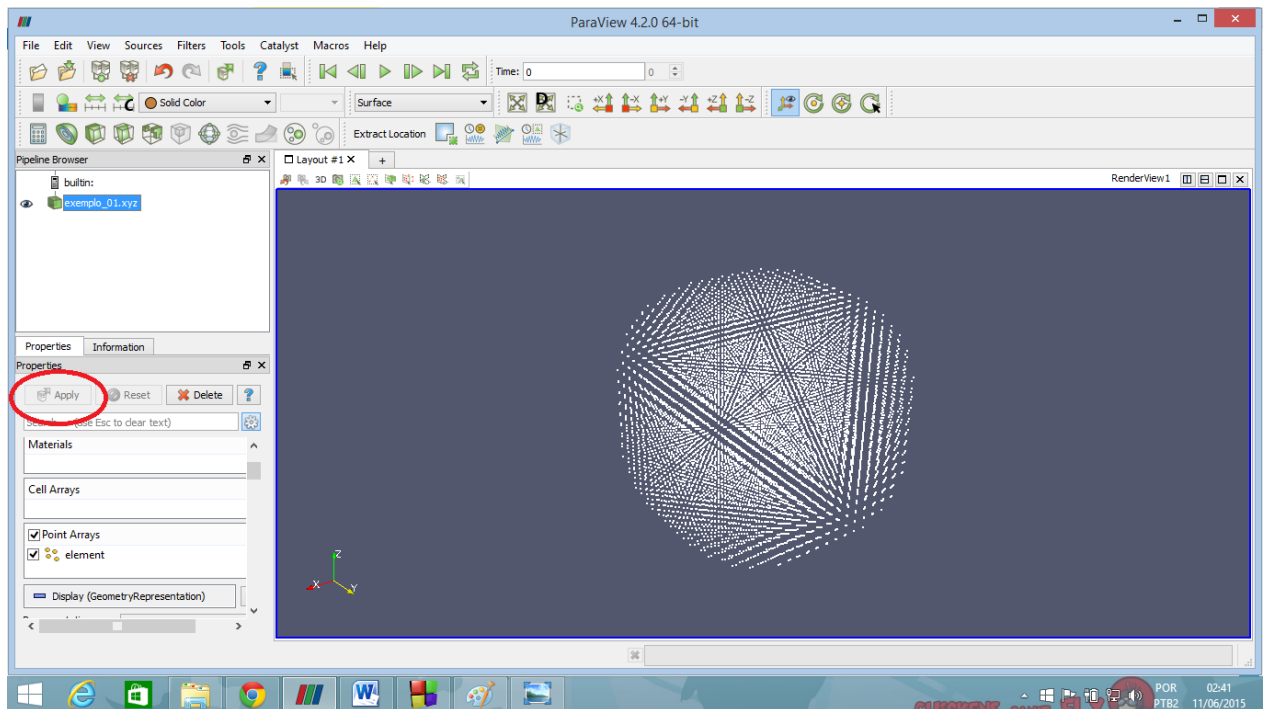 ParaView 4.2.0 64-bit
File Edit View Sources Filters Tools Catalyst Macros Help
Time: 0 0
Solid Color Surface
Extract Location
Pipeline Browser
Layout #1
3D
RenderView1
builtin:
exemplo_01.xyz
Properties Information
Properties
Apply Reset Delete ?
(use Esc to clear text)
Materials
Cell Arrays
Point Arrays
element
Display (GeometryRepresentation)
Z
X
Y
POR 02:41
PTB2 11/06/2015